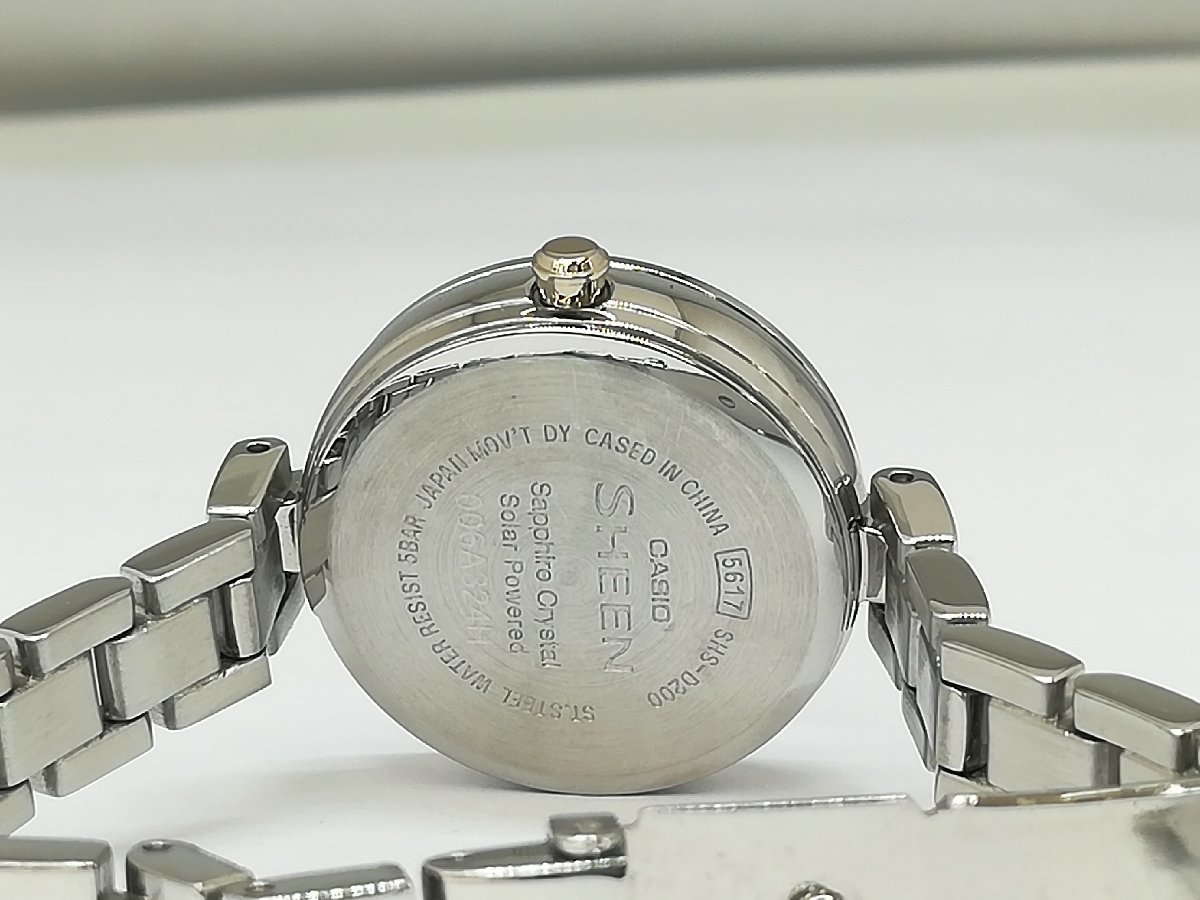 CASIO
SHEEN
Sapphire Crystal
Solar Powered
006A324H
5617 SHS-D200
ST.STEEL WATER RESIST 5BAR JAPAN MOV'T DY CASED IN CHINA